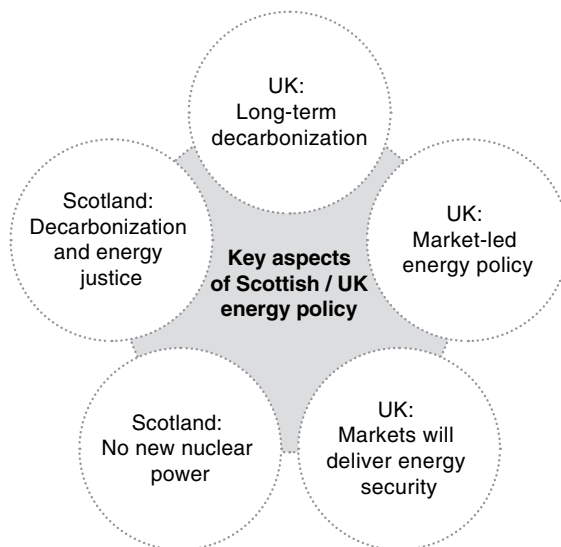 UK:
Long-term
decarbonization
Scotland:
Decarbonization
and energy
justice
UK:
Market-led
energy policy
Key aspects
of Scottish / UK
energy policy
Scotland:
No new nuclear
power
UK:
Markets will
deliver energy
security